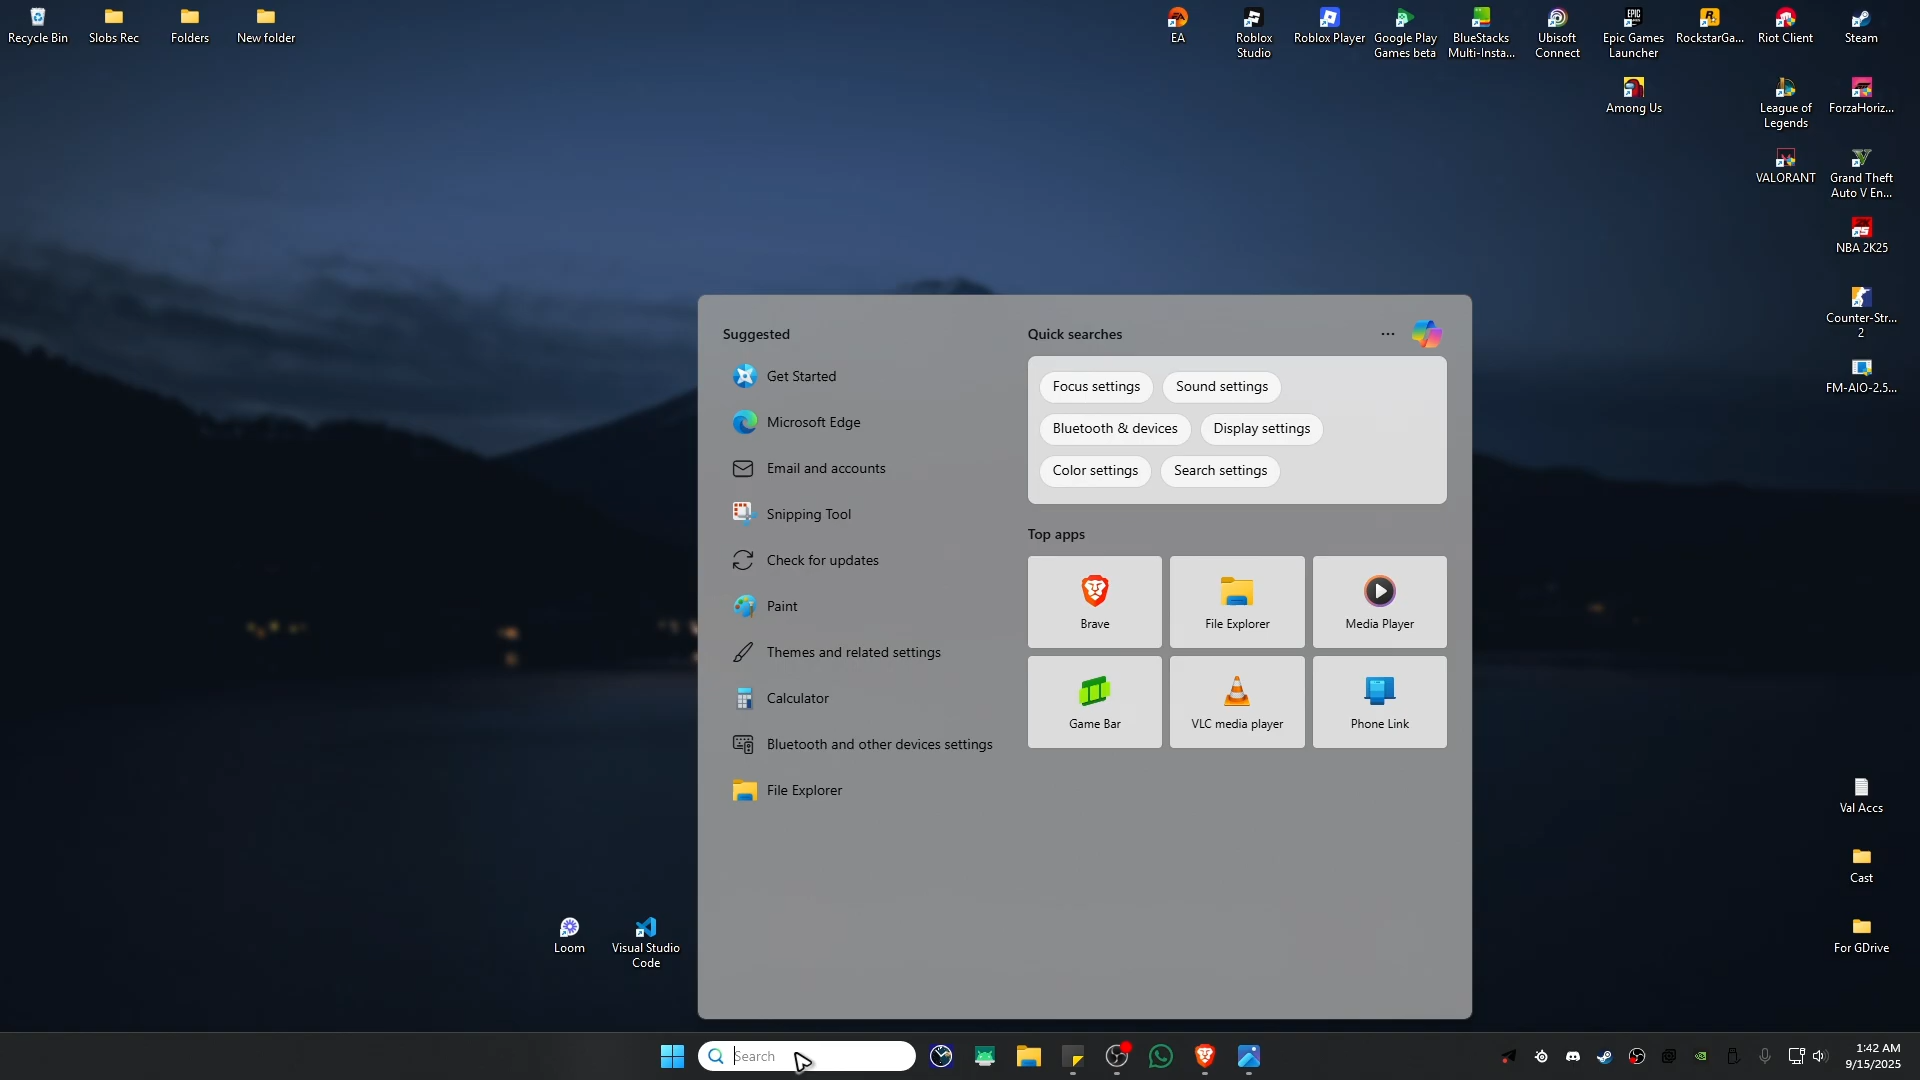 Recycle Bin
Slobs Rec
Folders
New folder
EA
Roblox
Studio
Roblox Player
Google Play
Games beta
BlueStacks
Multi-Insta...
Ubisoft
Connect
Epic Games
Launcher
RockstarGa...
Riot Client
Steam
Among Us
League of
Legends
ForzaHoriz...
VALORANT
Grand Theft
Auto V En...
NBA 2K25
Counter-Str...
2
FM-AIO-2.5...
Suggested
Get Started
Microsoft Edge
Email and accounts
Snipping Tool
Check for updates
Paint
Themes and related settings
Calculator
Bluetooth and other devices settings
File Explorer
Quick searches
Focus settings
Sound settings
Bluetooth & devices
Display settings
Color settings
Search settings
Top apps
Brave
File Explorer
Media Player
Game Bar
VLC media player
Phone Link
Val Accs
Cast
For GDrive
Loom
Visual Studio
Code
Search
1:42 AM
9/15/2025